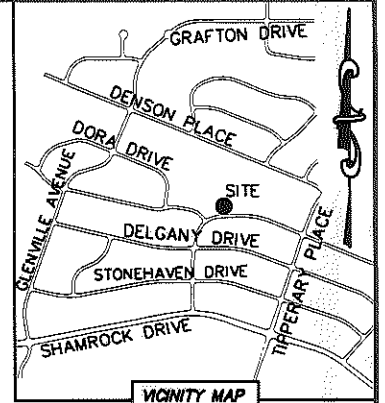 GRAFTON DRIVE
DENSON PLACE
DORA DRIVE
SITE
GLENVILLE AVENUE
DELGANY DRIVE
STONEHAVEN DRIVE
TIPPERARY PLACE
SHAMROCK DRIVE
VICINITY MAP